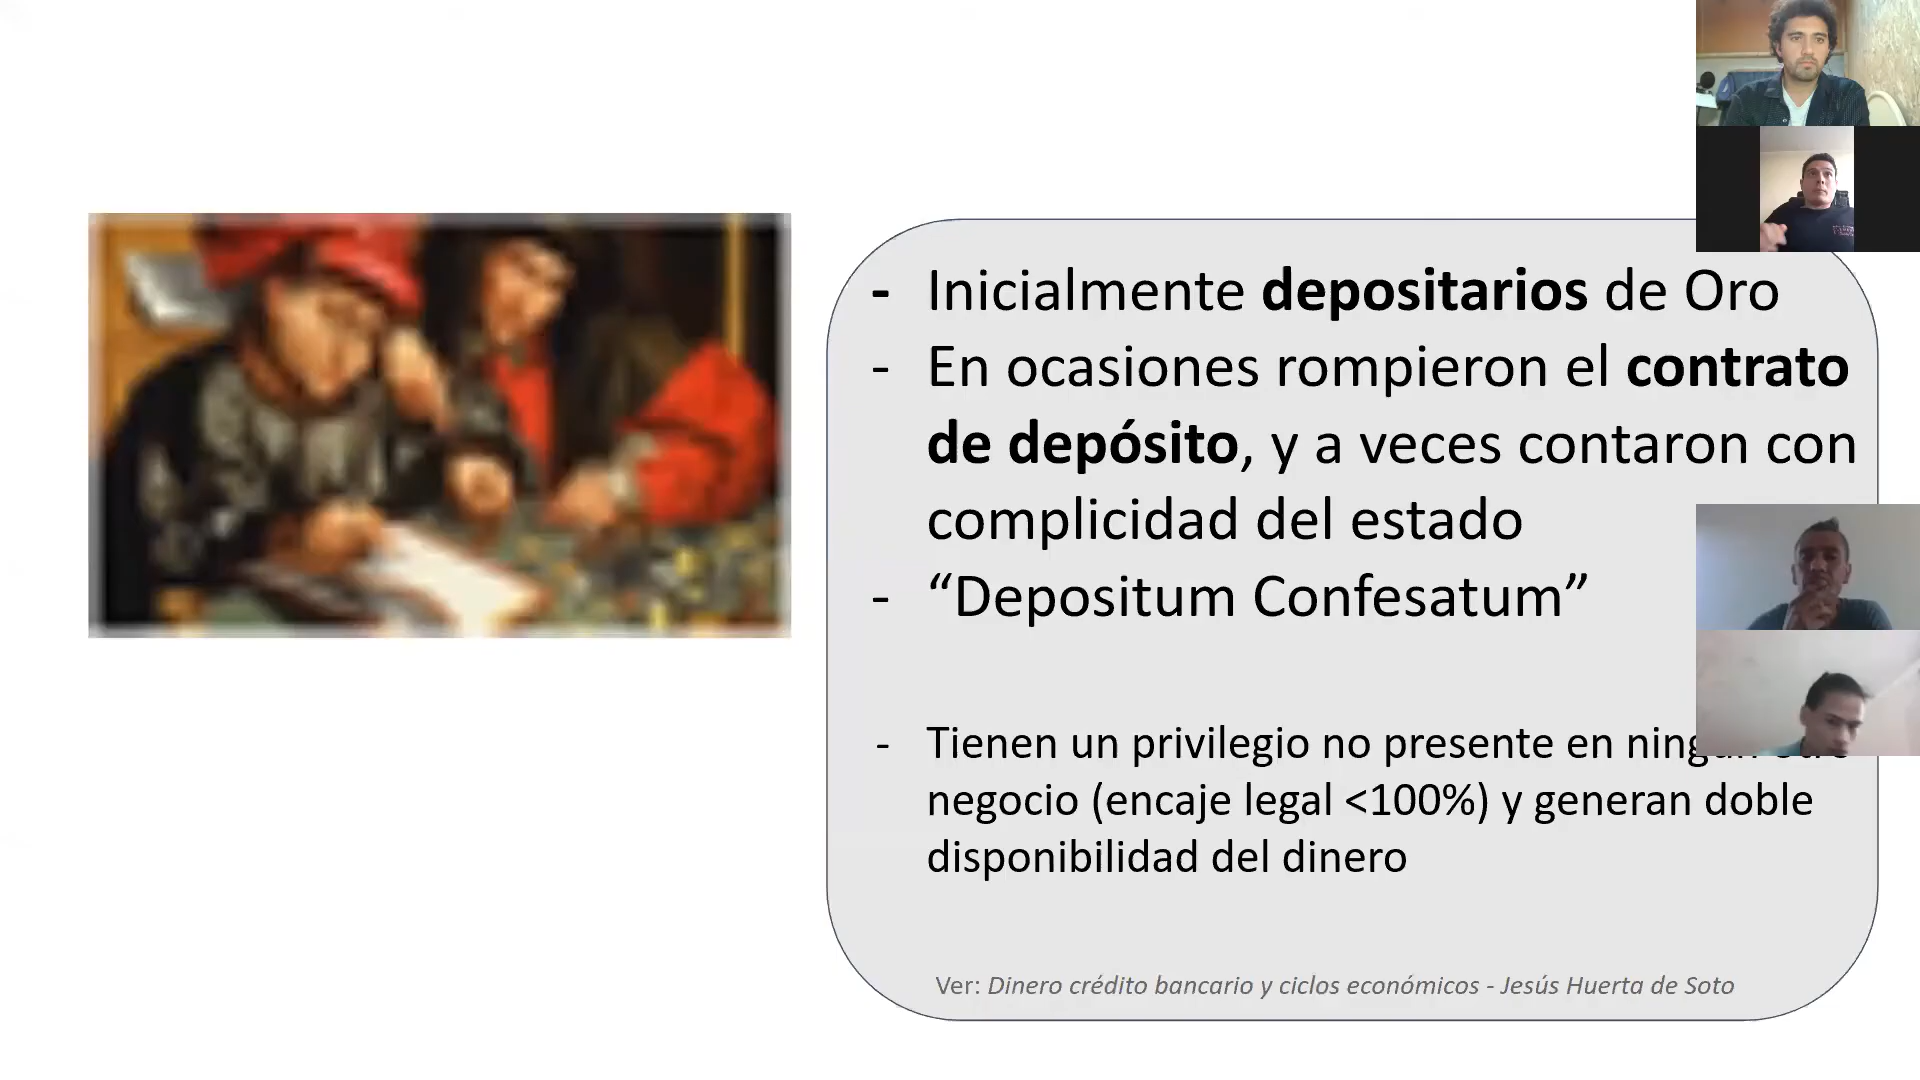 - Inicialmente depositarios de Oro
- En ocasiones rompieron el contrato
de depósito, y a veces contaron con
complicidad del estado
- “Depositum Confesatum”
- Tienen un privilegio no presente en
negocio (encaje legal <100%) y generan doble
disponibilidad del dinero
Ver: Dinero crédito bancario y ciclos económicos - Jesús Huerta de Soto